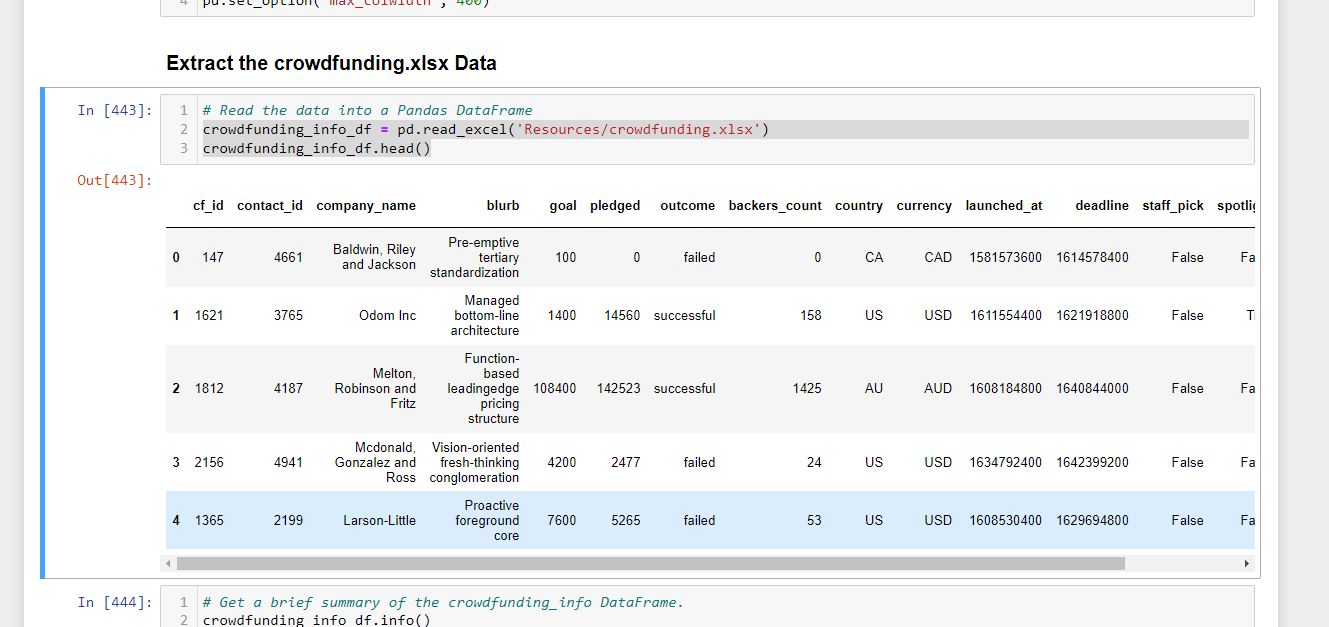 4 pd.set_option('max_colwidth', 400)
Extract the crowdfunding.xlsx Data
In [443]:
1 # Read the data into a Pandas DataFrame
2 crowdfunding_info_df = pd.read_excel('Resources/crowdfunding.xlsx')
3 crowdfunding_info_df.head()
Out[443]:
cf_id contact_id company_name blurb goal pledged outcome backers_count country currency launched_at deadline staff_pick
0 147 4661 Baldwin, Riley and Jackson Pre-emptive tertiary standardization 100 0 failed 0 CA CAD 1581573600 1614578400 False Fa
1 1621 3765 Odom Inc Managed bottom-line architecture 1400 14560 successful 158 US USD 1611554400 1621918800 False
2 1812 4187 Melton, Robinson and Fritz Function-based leadingedge pricing structure 108400 142523 successful 1425 AU AUD 1608184800 1640844000 False Fa
3 2156 4941 Mcdonald, Gonzalez and Ross Vision-oriented fresh-thinking conglomeration 4200 2477 failed 24 US USD 1634792400 1642399200 False Fa
4 1365 2199 Larson-Little Proactive foreground core 7600 5265 failed 53 US USD 1608530400 1629694800 False Fa
In [444]:
1 # Get a brief summary of the crowdfunding_info DataFrame.
2 crowdfunding_info_df.info()